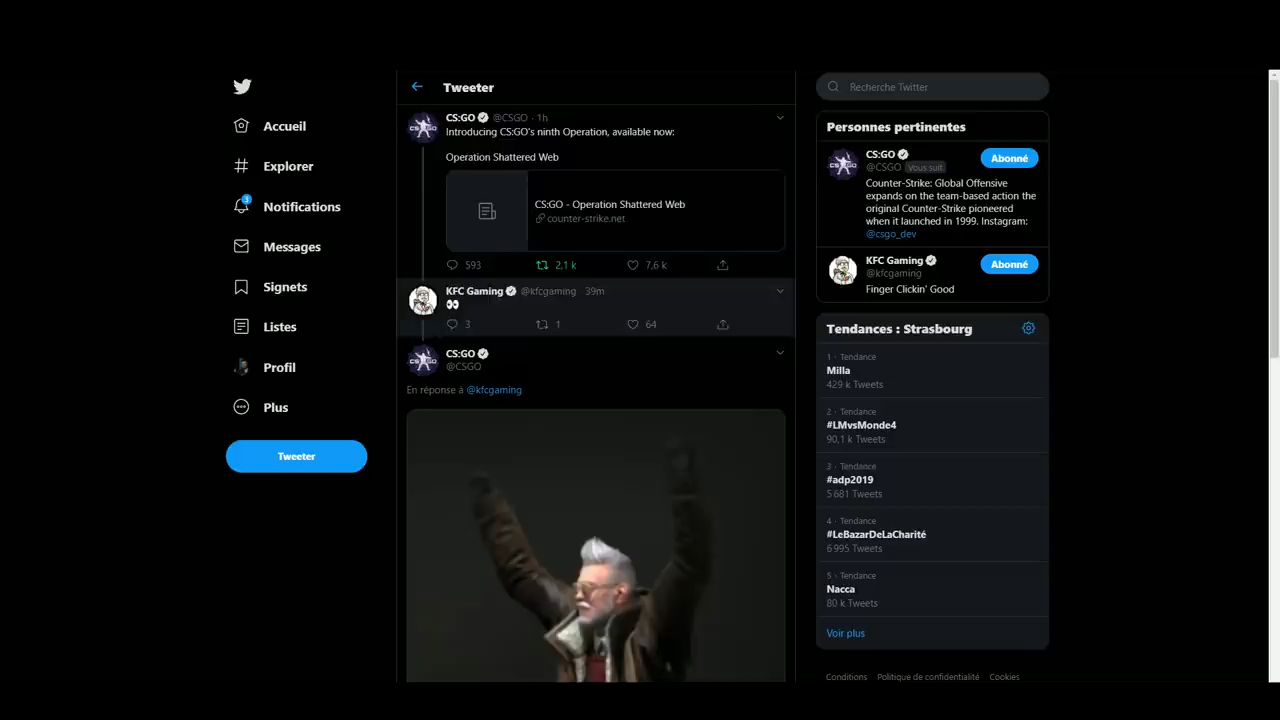 Accueil
Explorer
3
Notifications
Messages
Signets
Listes
Profil
Plus
Tweeter
Tweeter
CS:GO @CSGO · 1h
Introducing CS:GO's ninth Operation, available now:
Operation Shattered Web
CS:GO - Operation Shattered Web
counter-strike.net
593 2,1 k 7,6 k
KFC Gaming @kfcgaming · 39m
👀
3 1 64
CS:GO
@CSGO
En réponse à @kfcgaming
Recherche Twitter
Personnes pertinentes
CS:GO
@CSGO Vous suit
Abonné
Counter-Strike: Global Offensive
expands on the team-based action the
original Counter-Strike pioneered
when it launched in 1999. Instagram:
@csgo_dev
KFC Gaming
@kfcgaming
Abonné
Finger Clickin' Good
Tendances : Strasbourg
1 · Tendance
Milla
429 k Tweets
2 · Tendance
#LMvsMonde4
90,1 k Tweets
3 · Tendance
#adp2019
5 681 Tweets
4 · Tendance
#LeBazarDeLaCharité
6 995 Tweets
5 · Tendance
Nacca
80 k Tweets
Voir plus
Conditions Politique de confidentialité Cookies